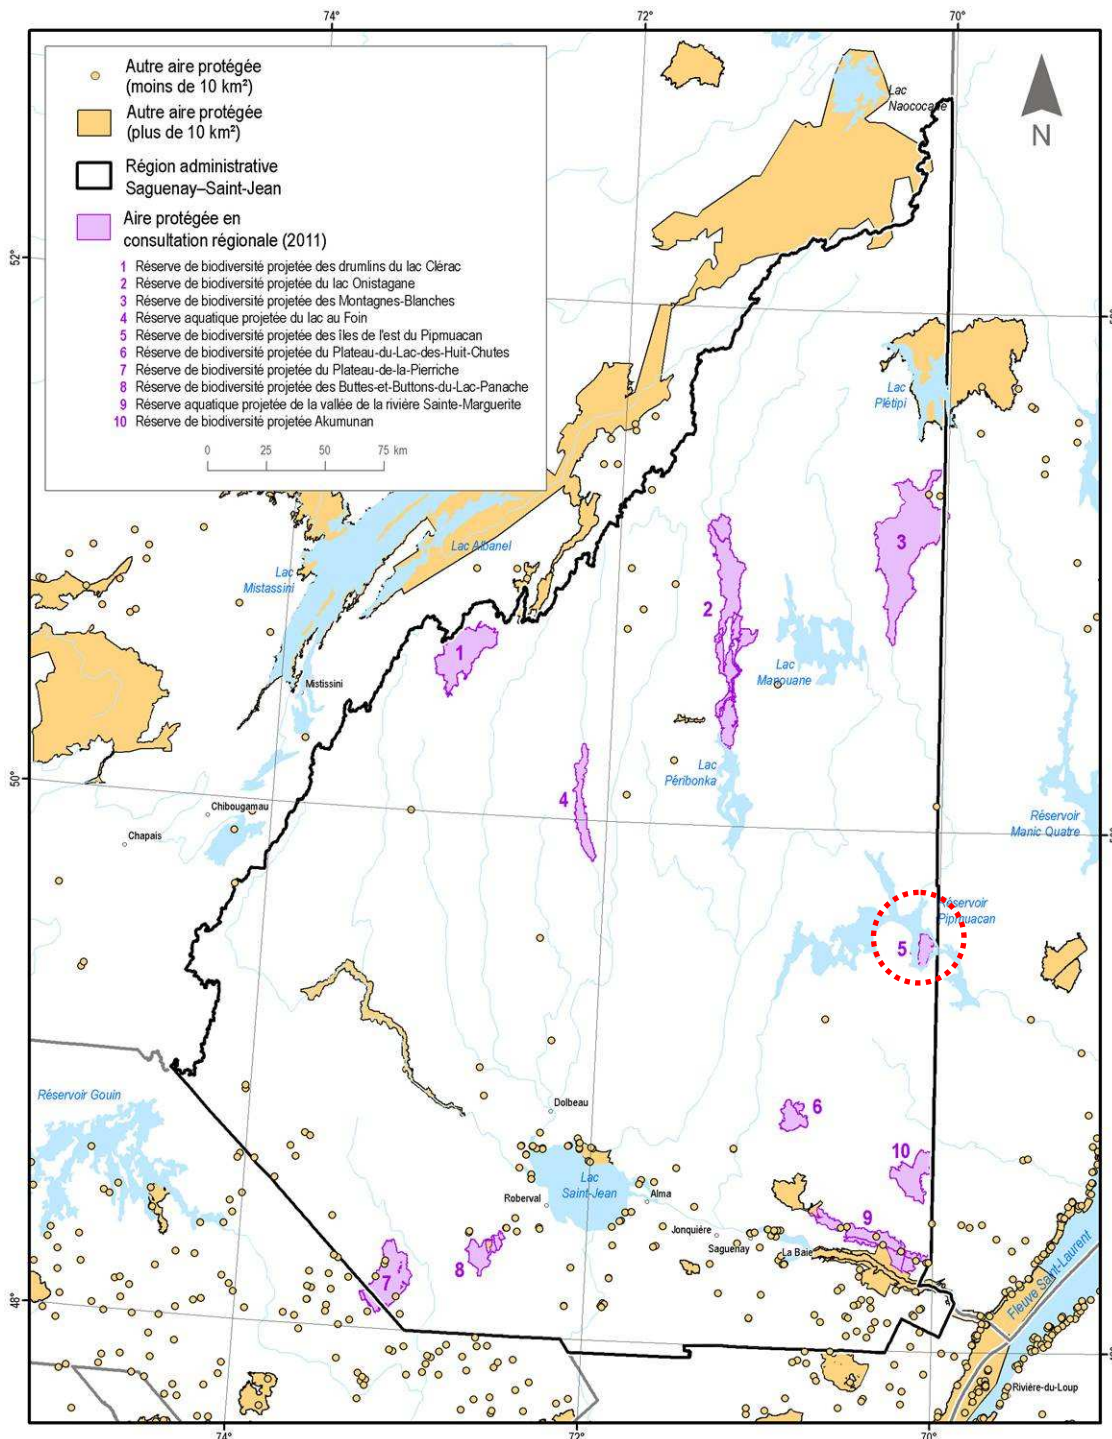 74°
72°
70°
Autre aire protégée
(moins de 10 km²)
Autre aire protégée
(plus de 10 km²)
Région administrative
Saguenay–Saint-Jean
Aire protégée en
consultation régionale (2011)
1 Réserve de biodiversité projetée des drumlins du lac Clérac
2 Réserve de biodiversité projetée du lac Onistagane
3 Réserve de biodiversité projetée des Montagnes-Blanches
4 Réserve aquatique projetée du lac au Foin
5 Réserve de biodiversité projetée des îles de l'est du Pipmuacan
6 Réserve de biodiversité projetée du Plateau-du-Lac-des-Huit-Chutes
7 Réserve de biodiversité projetée du Plateau-de-la-Pierriche
8 Réserve de biodiversité projetée des Buttes-et-Buttons-du-Lac-Panache
9 Réserve aquatique projetée de la vallée de la rivière Sainte-Marguerite
10 Réserve de biodiversité projetée Akumunan
0 25 50 75 km
N
Lac
Naococane
52°
Lac
Plétipi
Lac Albanel
Lac
Mistassini
3
2
1
Lac
Manouane
Mistissini
Lac
Péribonka
50°
4
Chibougamau
Chapais
Réservoir
Manic Quatre
Réservoir
Pipmuacan
5
Réservoir Gouin
Dolbeau
6
10
Lac
Saint-Jean
Roberval
Alma
Jonquière
Saguenay
La Baie
9
8
7
48°
Fleuve Saint-Laurent
Rivière-du-Loup
74°
72°
70°